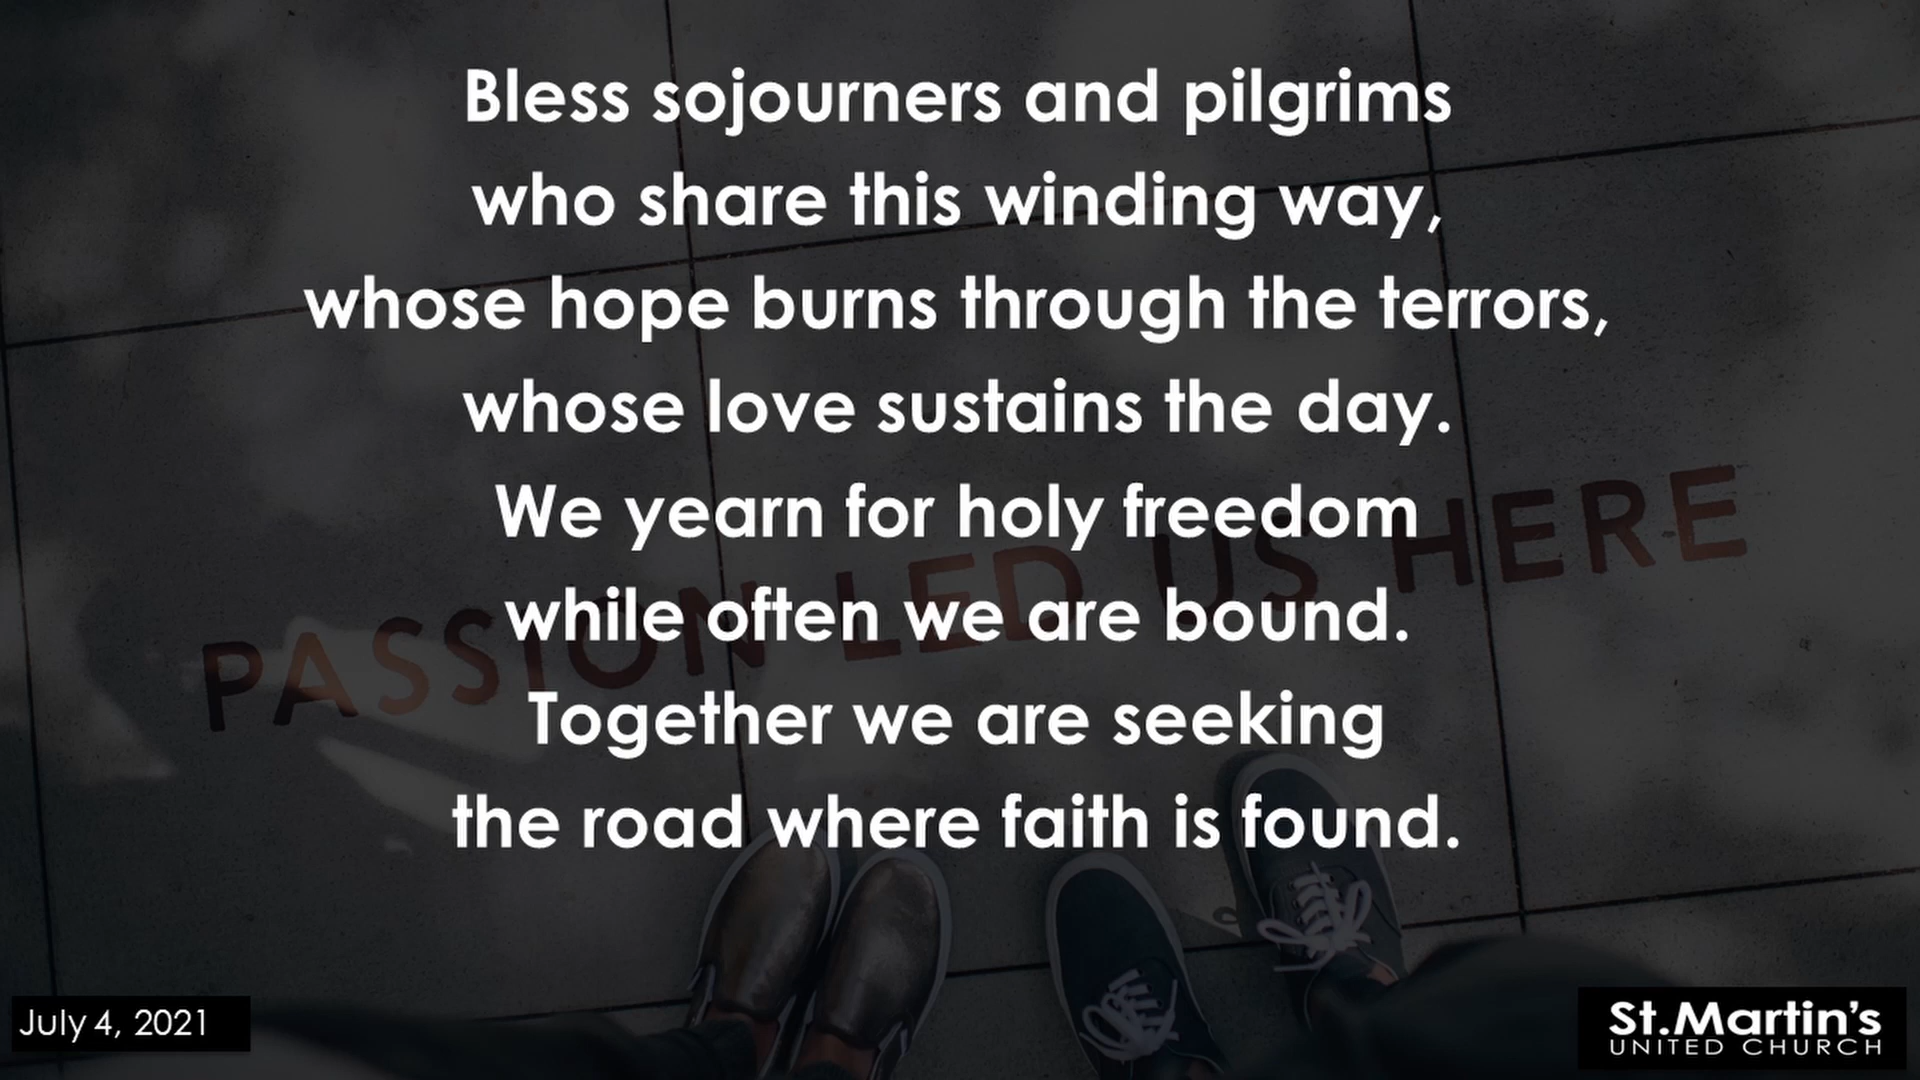 Bless sojourners and pilgrims
who share this winding way,
whose hope burns through the terrors,
whose love sustains the day.
We yearn for holy freedom
while often we are bound.
Together we are seeking
the road where faith is found.
PASSION LED US HERE
July 4, 2021
St.Martin's
UNITED CHURCH